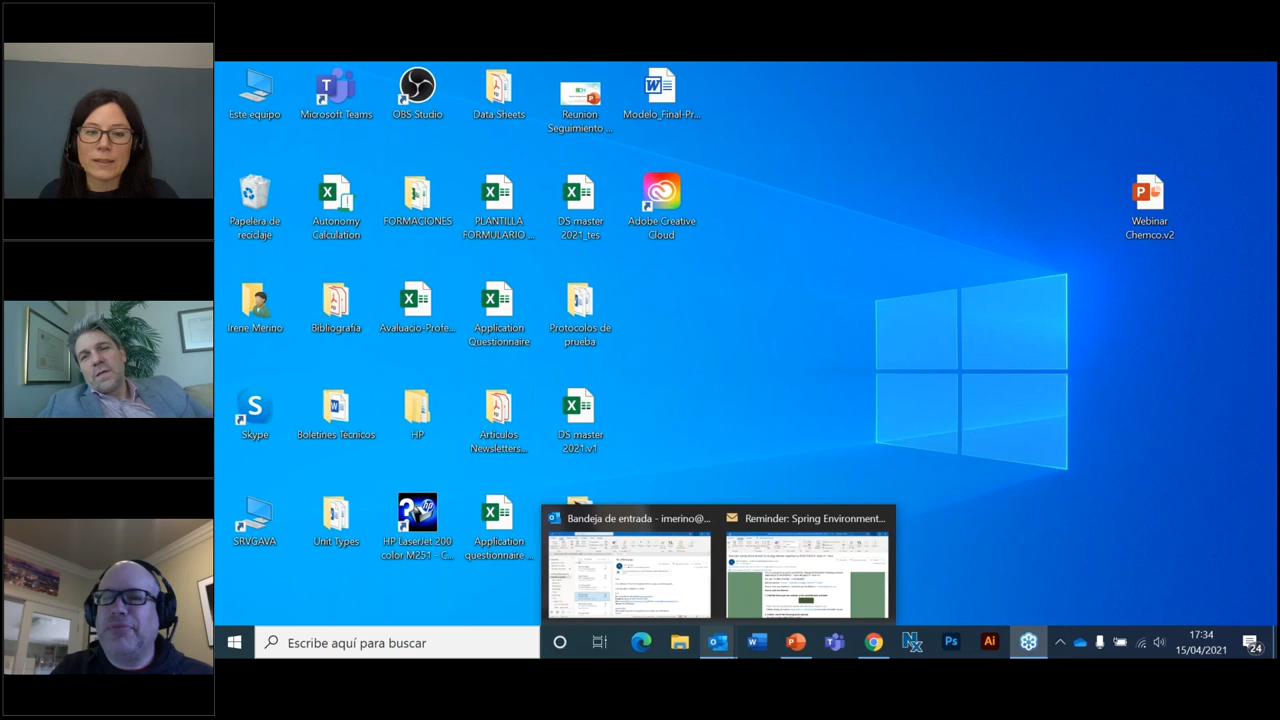 Este equipo
Microsoft Teams
OBS Studio
Data Sheets
Reunion
Seguimiento ...
Modelo_Final-Pr...
Papelera de
reciclaje
Autonomy
Calculation
FORMACIONES
PLANTILLA
FORMULARIO ...
DS master
2021_tes
Adobe Creative
Cloud
Webinar
Chemco.v2
Irene Merino
Bibliografia
Avaluacio-Profe...
Application
Questionnaire
Protocolos de
prueba
Skype
Boletines Tecnicos
HP
Articulos
Newsletters...
DS master
2021.v1
SRVGAVA
Unit Types
HP LaserJet 200
color M251 - C...
Application
questionnaire ...
Bandeja de entrada - imerino@...
Reminder: Spring Environment...
Escribe aquí para buscar
17:34
15/04/2021
24